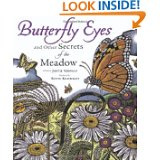 LOOK INSIDE!
Butterfly Eyes
and Other Secrets
of the
Meadow